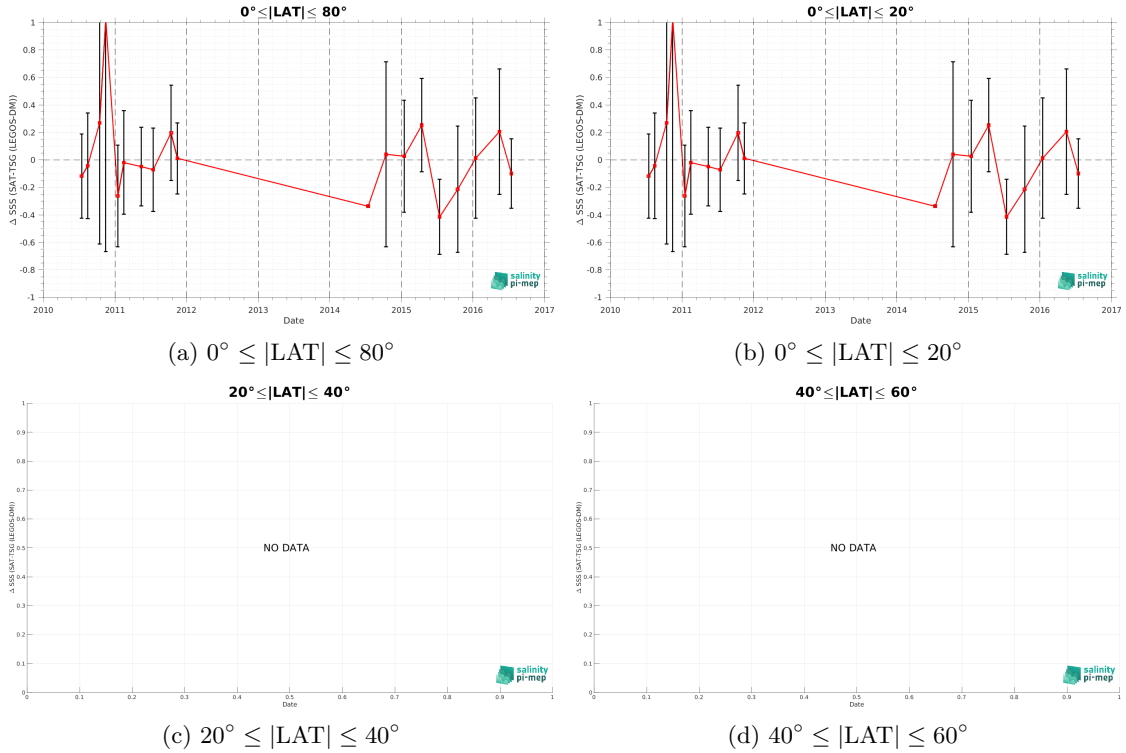 0°≤|LAT|≤ 80°
Δ SSS (SAT-TSG (LEGOS-DM))
1
0.8
0.6
0.4
0.2
0
-0.2
-0.4
-0.6
-0.8
-1
2010 2011 2012 2013 2014 2015 2016 2017
Date
salinity
pi-mep
(a) 0° ≤ |LAT| ≤ 80°
0°≤|LAT|≤ 20°
Δ SSS (SAT-TSG (LEGOS-DM))
1
0.8
0.6
0.4
0.2
0
-0.2
-0.4
-0.6
-0.8
-1
2010 2011 2012 2013 2014 2015 2016 2017
Date
salinity
pi-mep
(b) 0° ≤ |LAT| ≤ 20°
20°≤|LAT|≤ 40°
Δ SSS (SAT-TSG (LEGOS-DM))
1
0.9
0.8
0.7
0.6
0.5
0.4
0.3
0.2
0.1
0
NO DATA
0 0.1 0.2 0.3 0.4 0.5 0.6 0.7 0.8 0.9 1
Date
salinity
pi-mep
(c) 20° ≤ |LAT| ≤ 40°
40°≤|LAT|≤ 60°
Δ SSS (SAT-TSG (LEGOS-DM))
1
0.9
0.8
0.7
0.6
0.5
0.4
0.3
0.2
0.1
0
NO DATA
0 0.1 0.2 0.3 0.4 0.5 0.6 0.7 0.8 0.9 1
Date
salinity
pi-mep
(d) 40° ≤ |LAT| ≤ 60°